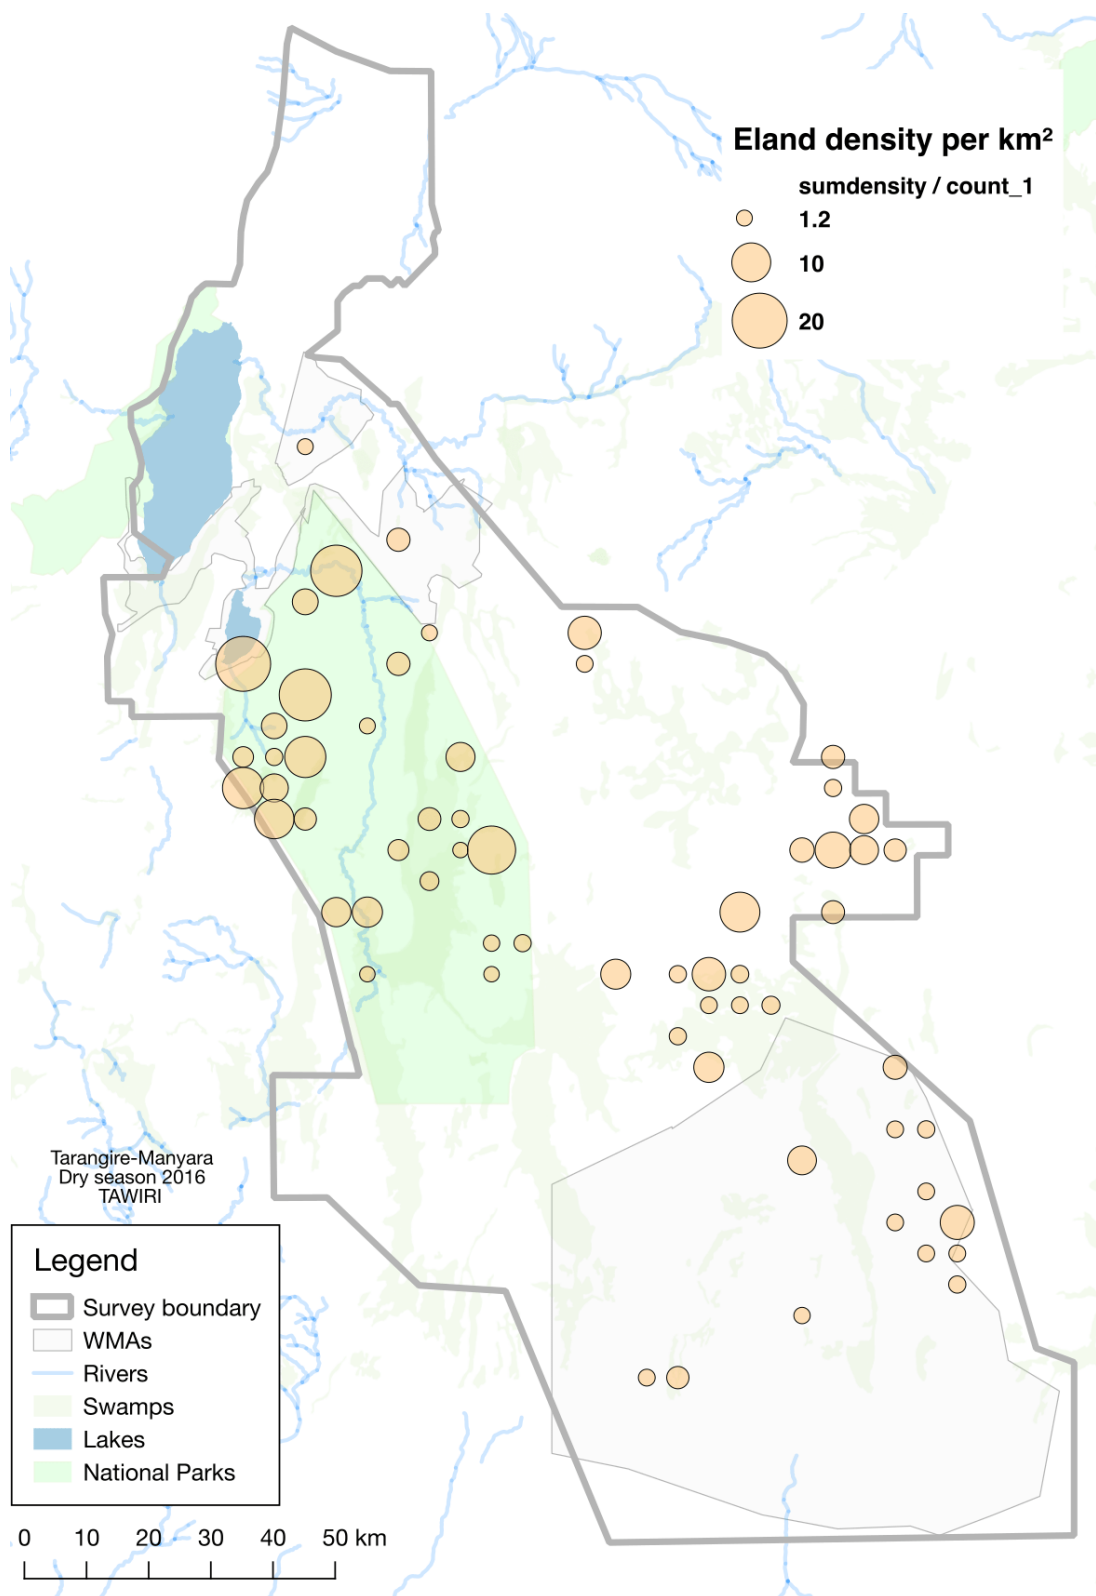 Eland density per km²
sumdensity / count_1
1.2
10
20
Tarangire-Manyara
Dry season 2016
TAWIRI
Legend
Survey boundary
WMAs
Rivers
Swamps
Lakes
National Parks
0 10 20 30 40 50 km